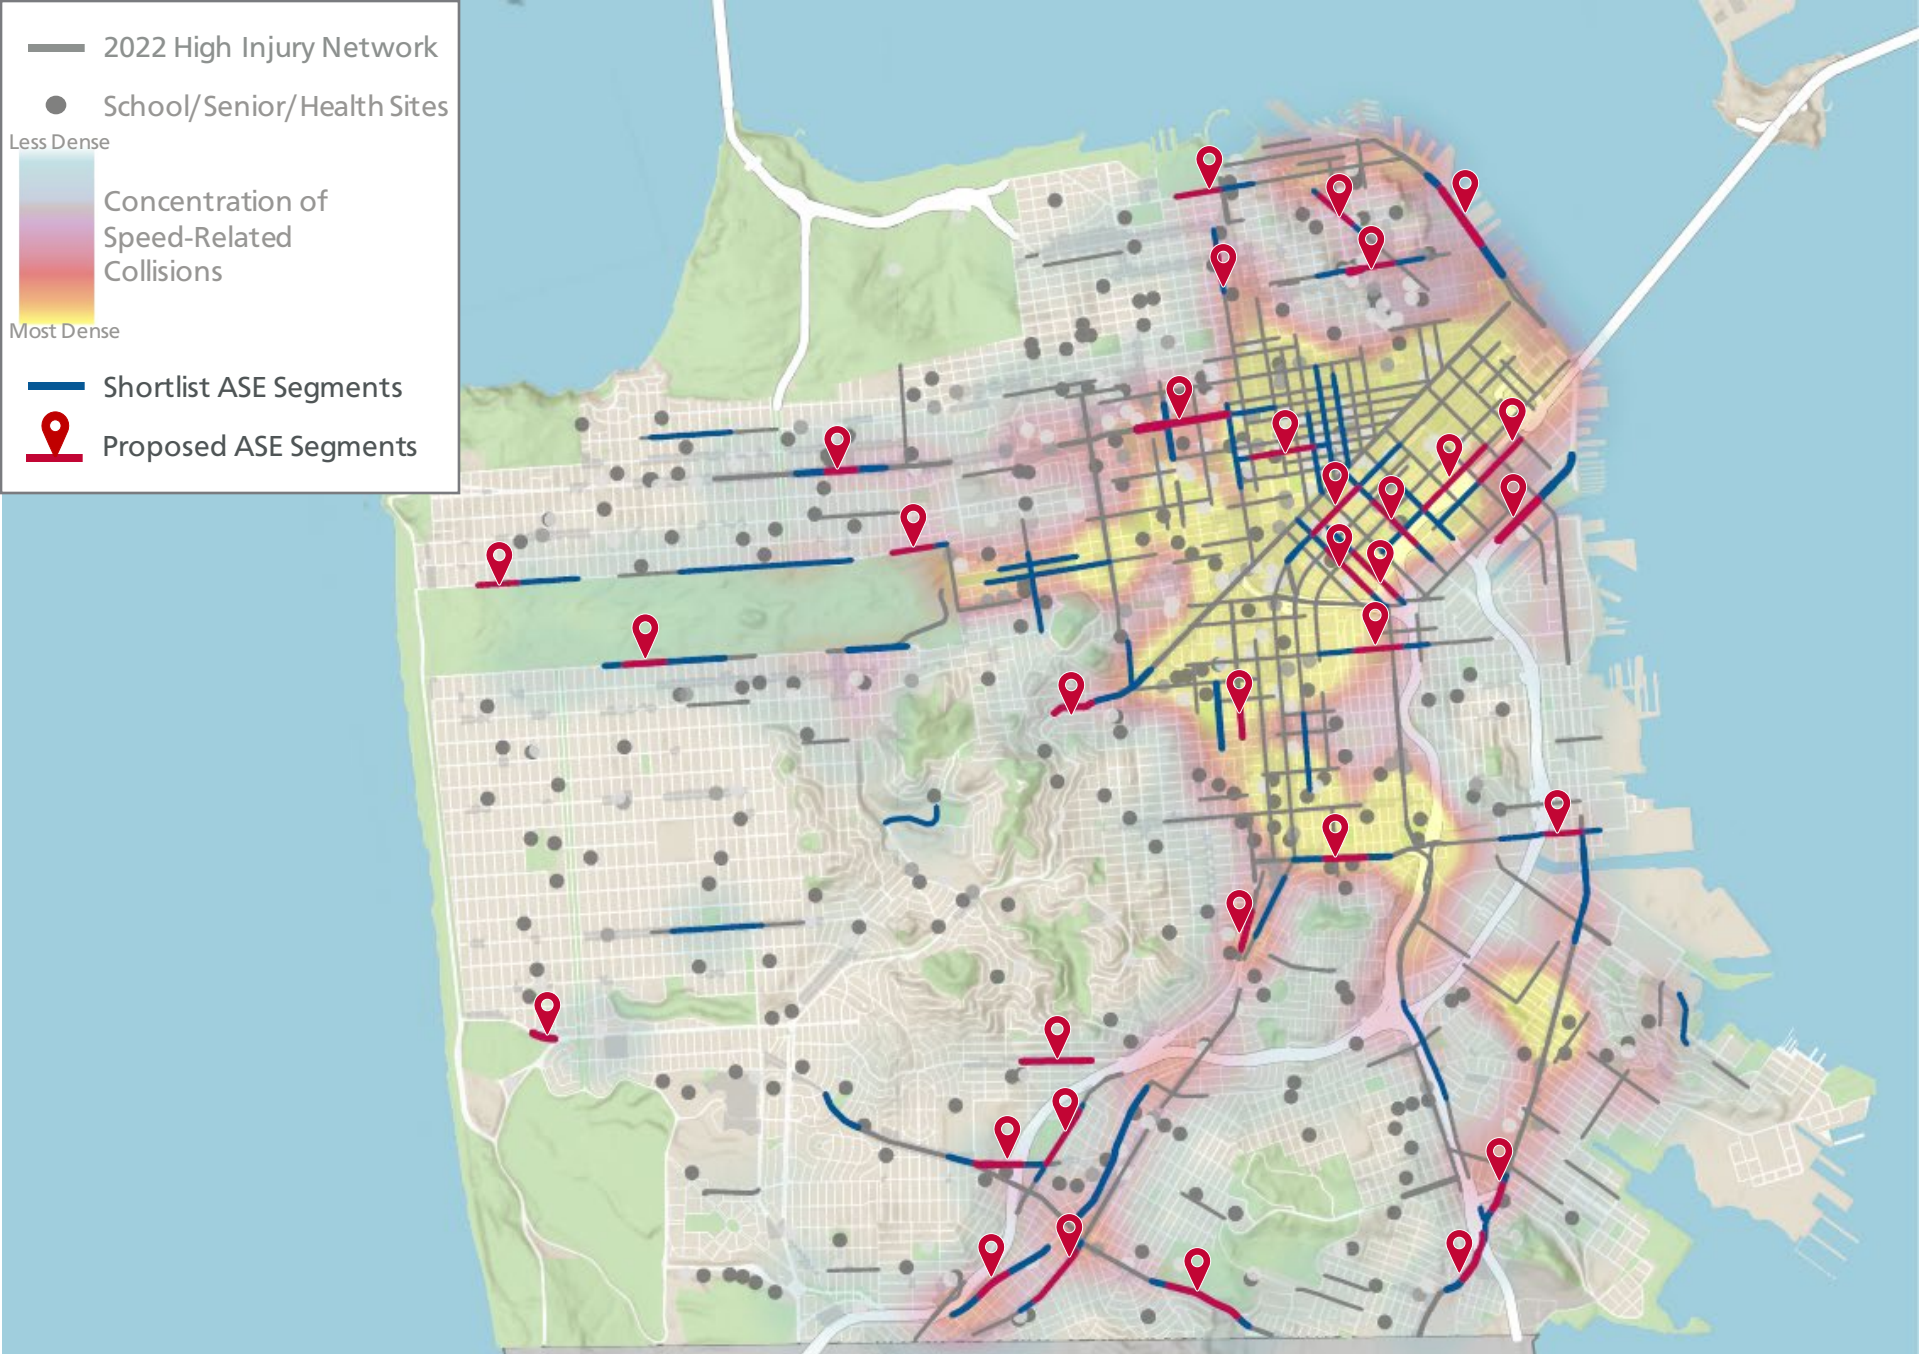 2022 High Injury Network
School/Senior/Health Sites
Less Dense
Concentration of
Speed-Related
Collisions
Most Dense
Shortlist ASE Segments
Proposed ASE Segments